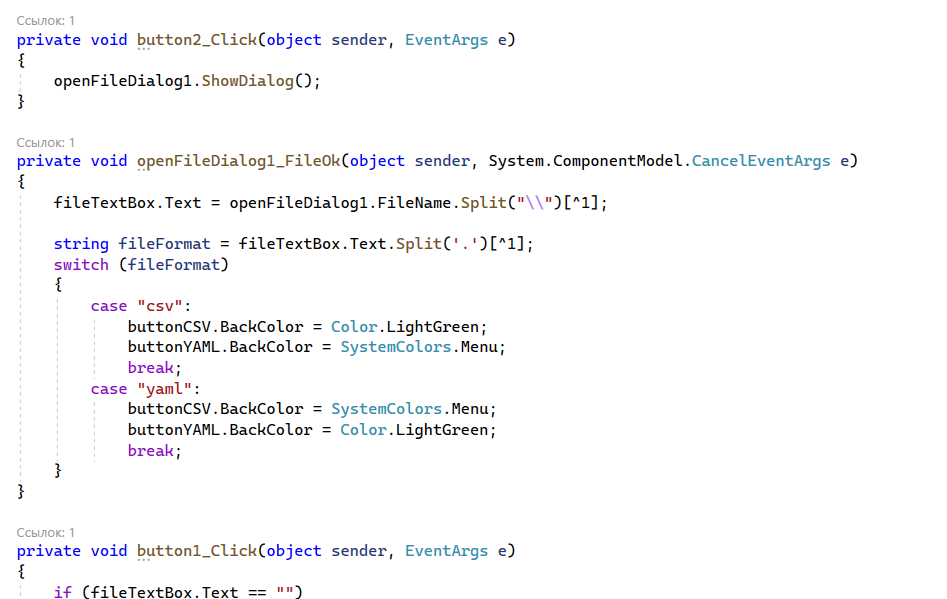 Ссылок: 1
private void button2_Click(object sender, EventArgs e)
{
    openFileDialog1.ShowDialog();
}
Ссылок: 1
private void openFileDialog1_FileOk(object sender, System.ComponentModel.CancelEventArgs e)
{
    fileTextBox.Text = openFileDialog1.FileName.Split("\\")[^1];
    string fileFormat = fileTextBox.Text.Split('.')[^1];
    switch (fileFormat)
    {
        case "csv":
            buttonCSV.BackColor = Color.LightGreen;
            buttonYAML.BackColor = SystemColors.Menu;
            break;
        case "yaml":
            buttonCSV.BackColor = SystemColors.Menu;
            buttonYAML.BackColor = Color.LightGreen;
            break;
    }
}
Ссылок: 1
private void button1_Click(object sender, EventArgs e)
{
    if (fileTextBox.Text == "")